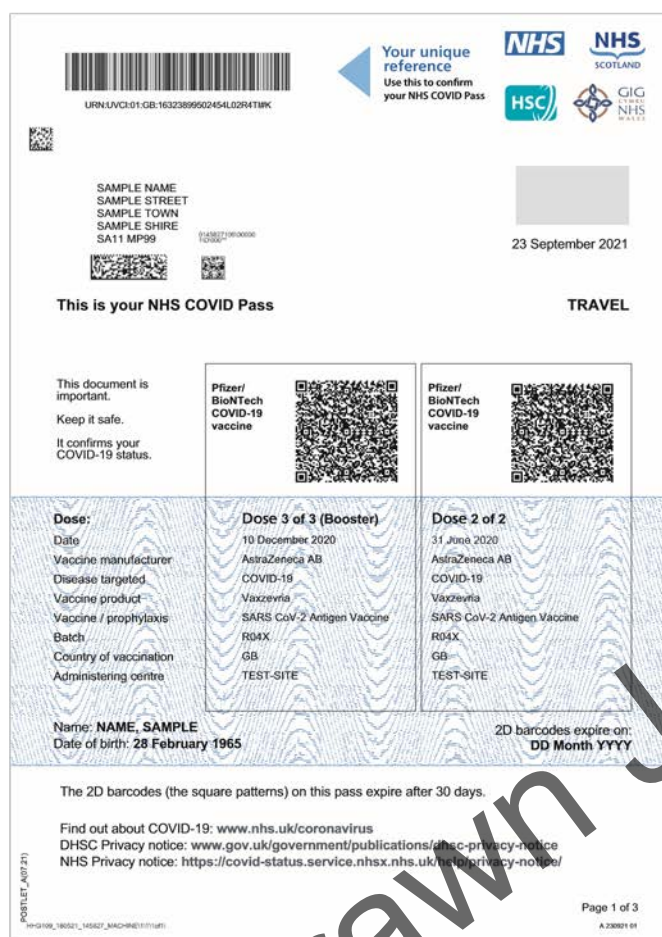 Your unique
reference
Use this to confirm
your NHS COVID Pass
NHS
NHS
SCOTLAND
HSC
GIG
CYMRU
NHS
WALES
URN:UVCI:01:GB:16323899502454L02R4TM#K
SAMPLE NAME
SAMPLE STREET
SAMPLE TOWN
SAMPLE SHIRE
SA11 MP99
23 September 2021
This is your NHS COVID Pass
TRAVEL
This document is
important.
Keep it safe.
It confirms your
COVID-19 status.
Pfizer/
BioNTech
COVID-19
vaccine
Pfizer/
BioNTech
COVID-19
vaccine
Dose: Dose 3 of 3 (Booster) Dose 2 of 2
Date 10 December 2020 31 June 2020
Vaccine manufacturer AstraZeneca AB AstraZeneca AB
Disease targeted COVID-19 COVID-19
Vaccine product Vaxzevria Vaxzevria
Vaccine / prophylaxis SARS CoV-2 Antigen Vaccine SARS CoV-2 Antigen Vaccine
Batch R04X R04X
Country of vaccination GB GB
Administering centre TEST-SITE TEST-SITE
Name: NAME, SAMPLE
Date of birth: 28 February 1965
2D barcodes expire on:
DD Month YYYY
The 2D barcodes (the square patterns) on this pass expire after 30 days.
Find out about COVID-19: www.nhs.uk/coronavirus
DHSC Privacy notice: www.gov.uk/government/publications/dhsc-privacy-notice
NHS Privacy notice: https://covid-status.service.nhsx.nhs.uk/help/privacy-notice/
POSTLET_A(07.21)
Page 1 of 3
A 230921 01